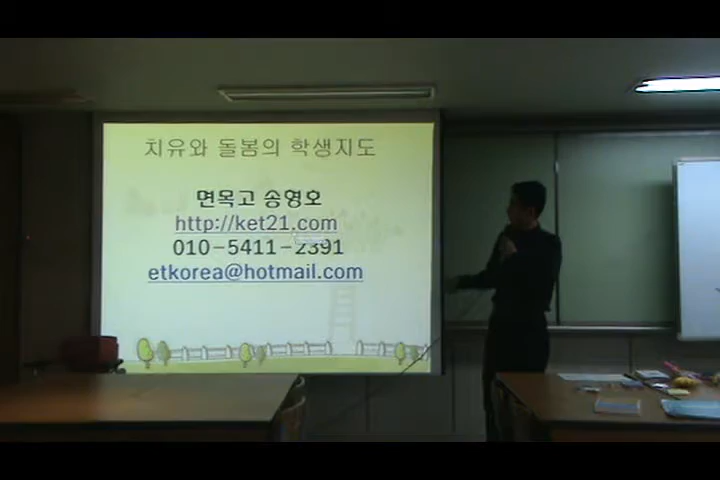 치유와 돌봄의 학생지도
면목고 송형호
http://ket21.com
010-5411-2391
etkorea@hotmail.com